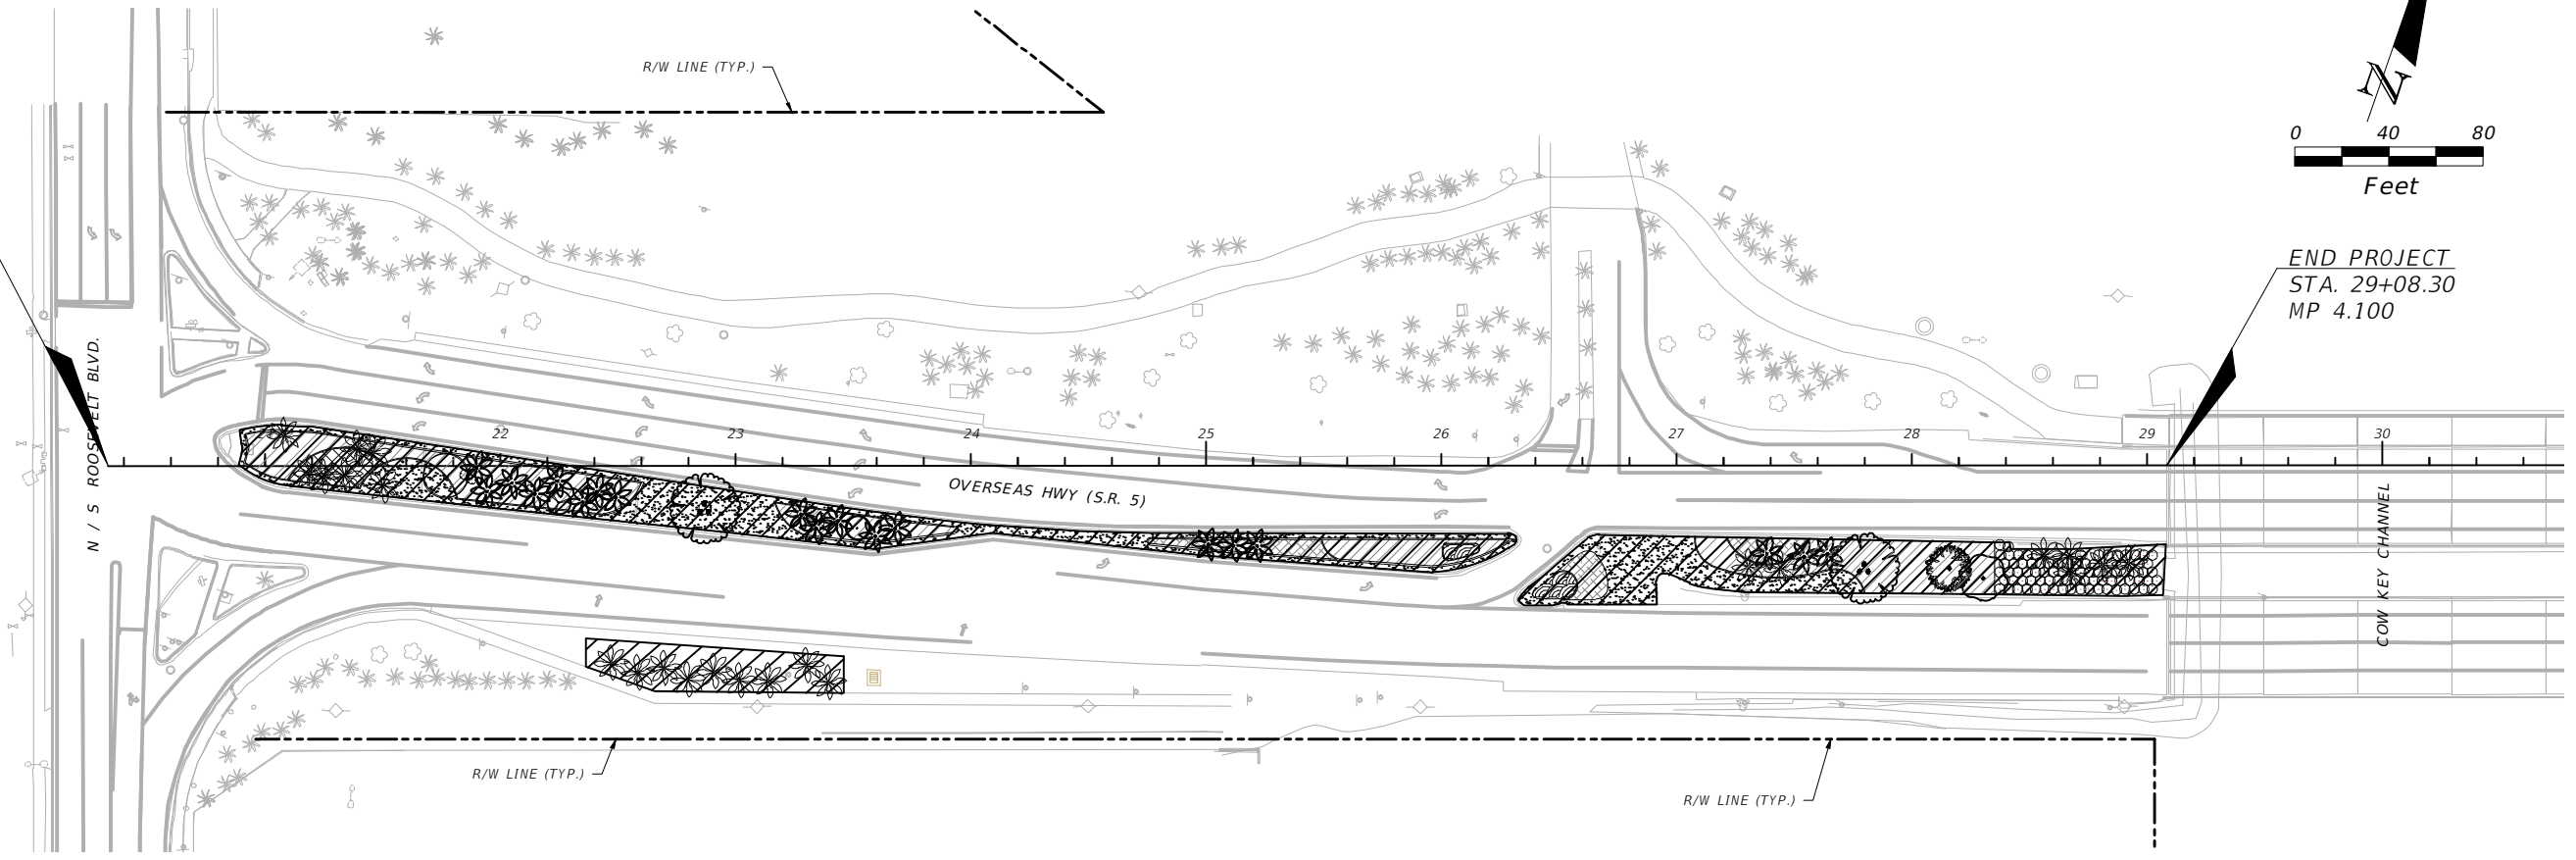 R/W LINE (TYP.)
N
0 40 80
Feet
END PROJECT
STA. 29+08.30
MP 4.100
N / S ROOSEVELT BLVD.
22 23 24 25 26 27 28 29 30
OVERSEAS HWY (S.R. 5)
COW KEY CHANNEL
R/W LINE (TYP.)
R/W LINE (TYP.)